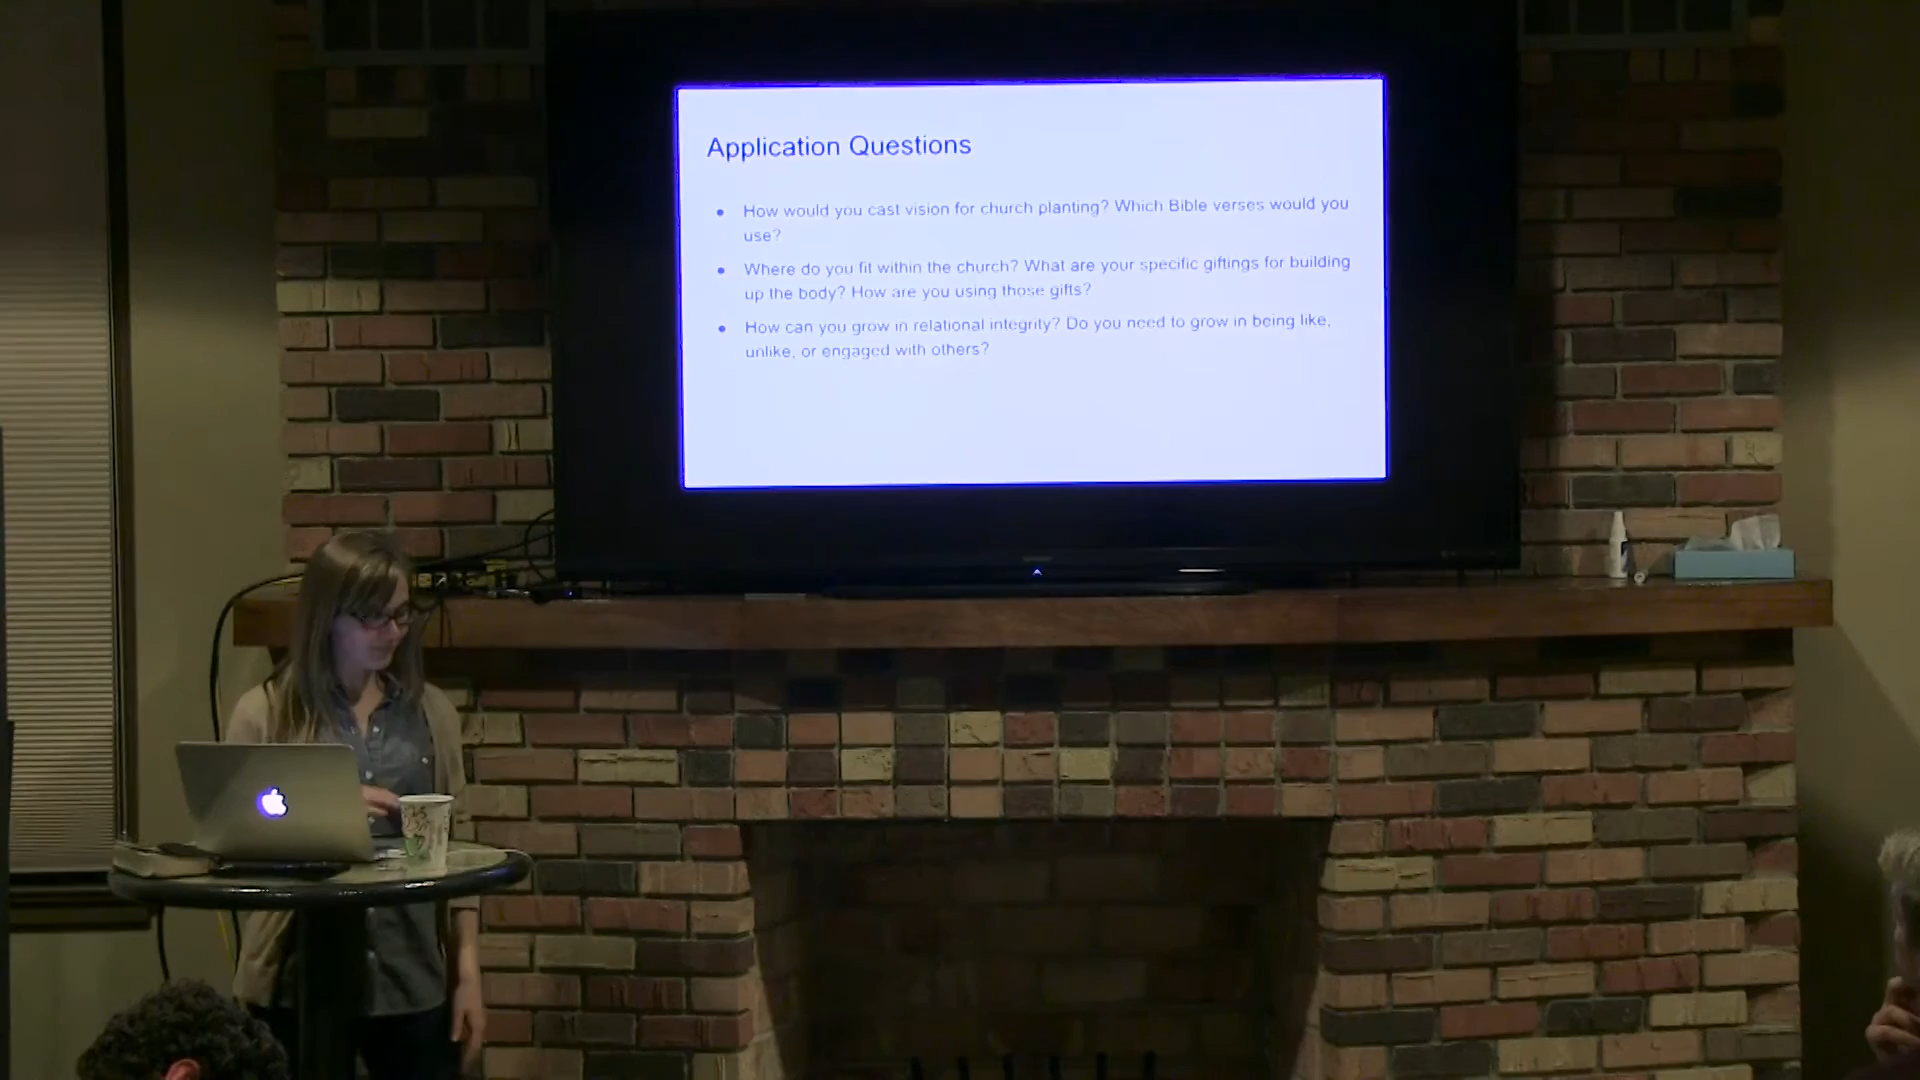 Application Questions
• How would you cast vision for church planting? Which Bible verses would you
use?
• Where do you fit within the church? What are your specific giftings for building
up the body? How are you using those gifts?
• How can you grow in relational integrity? Do you need to grow in being like,
unlike, or engaged with others?